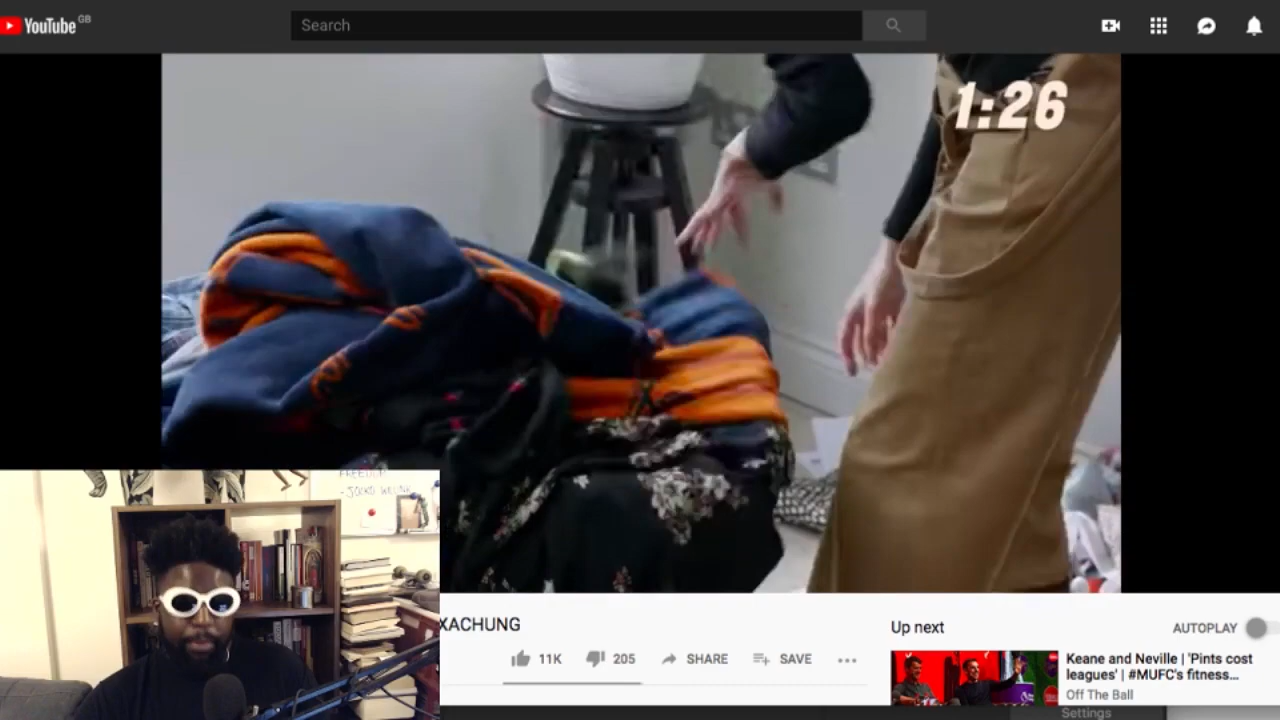 YouTube GB
Search
1:26
XACHUNG
11K
205
SHARE
SAVE
Up next
AUTOPLAY
Keane and Neville | 'Pints cost
leagues' | #MUFC's fitness...
Off The Ball
Settings
- JOCKO